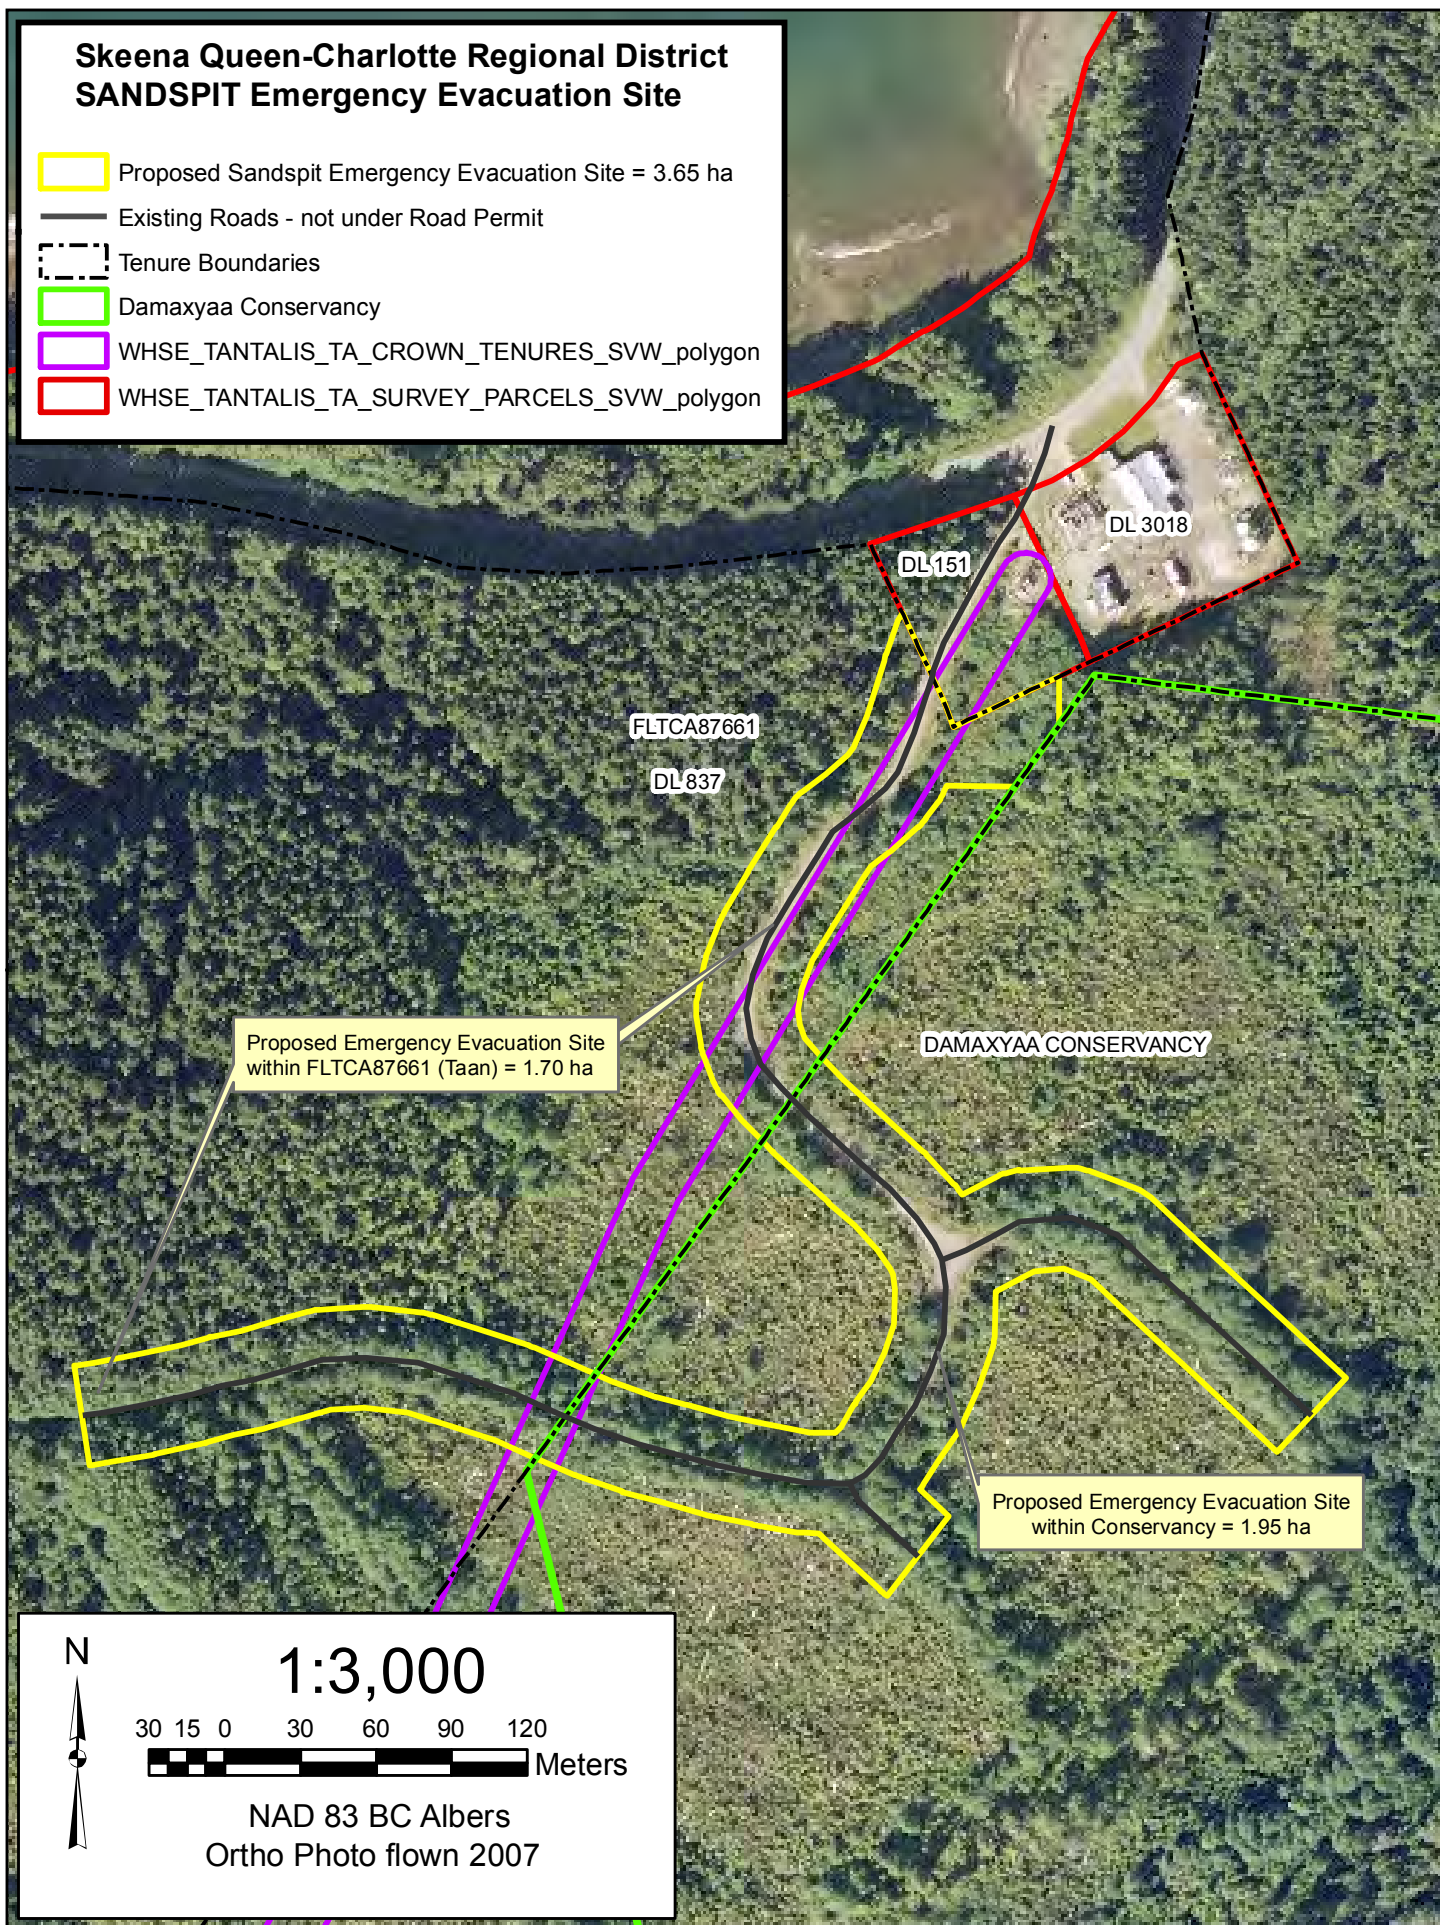 Skeena Queen-Charlotte Regional District
SANDSPIT Emergency Evacuation Site
Proposed Sandspit Emergency Evacuation Site = 3.65 ha
Existing Roads - not under Road Permit
Tenure Boundaries
Damaxyaa Conservancy
WHSE_TANTALIS_TA_CROWN_TENURES_SVW_polygon
WHSE_TANTALIS_TA_SURVEY_PARCELS_SVW_polygon
DL 3018
DL 151
FLTCA87661
DL 837
Proposed Emergency Evacuation Site
within FLTCA87661 (Taan) = 1.70 ha
DAMAXYAA CONSERVANCY
Proposed Emergency Evacuation Site
within Conservancy = 1.95 ha
N
1:3,000
30 15 0 30 60 90 120
Meters
NAD 83 BC Albers
Ortho Photo flown 2007